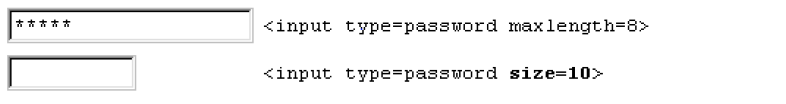 ***** <input type=password maxlength=8>
<input type=password size=10>